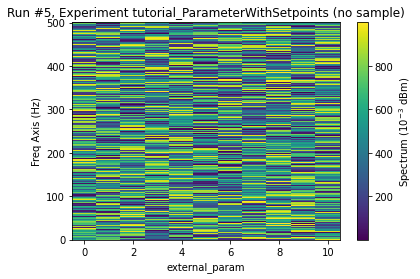 Run #5, Experiment tutorial_ParameterWithSetpoints (no sample)
500
400
300
200
100
0
Freq Axis (Hz)
0 2 4 6 8 10
external_param
800
600
400
200
Spectrum (10⁻³ dBm)